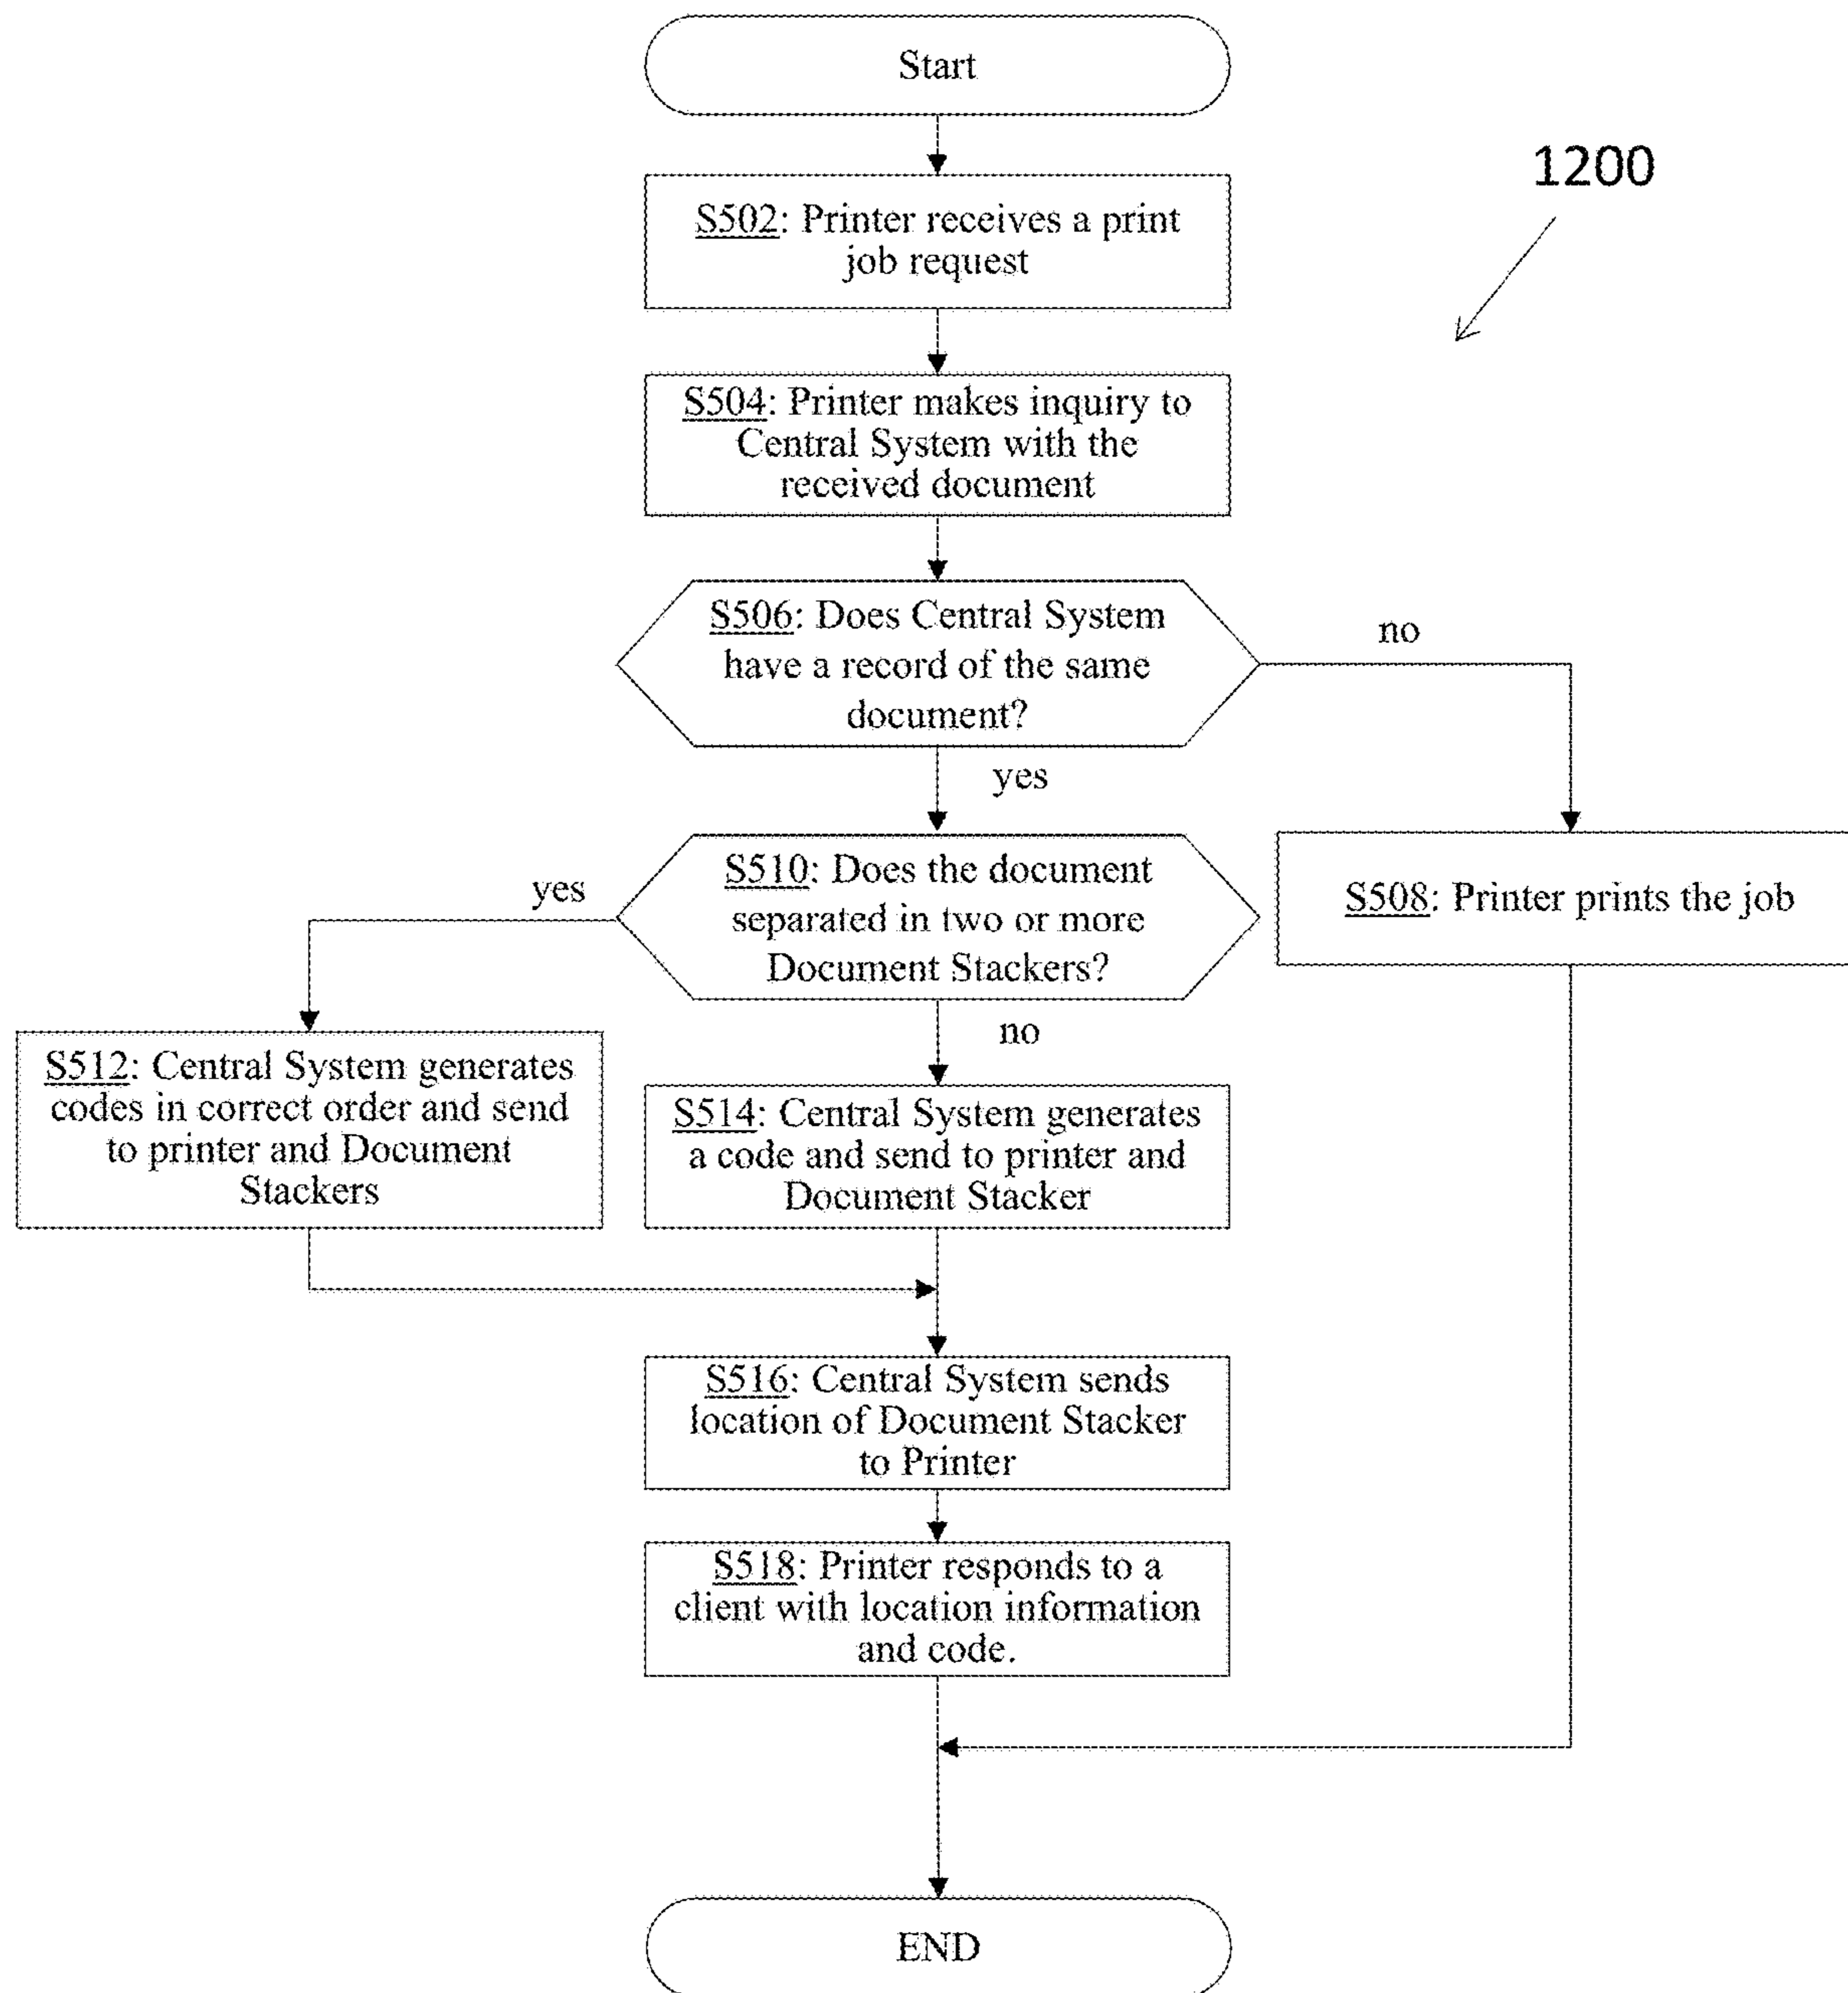 Start
1200
S502: Printer receives a print
job request
S504: Printer makes inquiry to
Central System with the
received document
S506: Does Central System
have a record of the same
document?
no
yes
S510: Does the document
separated in two or more
Document Stackers?
yes
S508: Printer prints the job
no
S512: Central System generates
codes in correct order and send
to printer and Document
Stackers
S514: Central System generates
a code and send to printer and
Document Stacker
S516: Central System sends
location of Document Stacker
to Printer
S518: Printer responds to a
client with location information
and code.
END